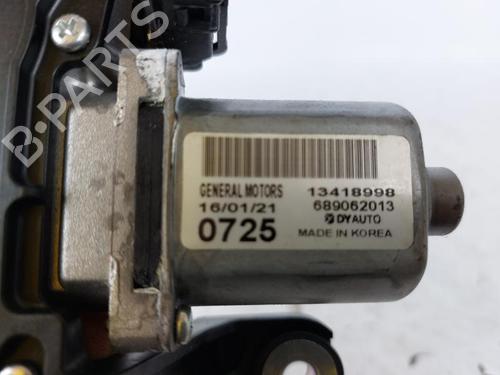 B-PARTS
GENERAL MOTORS 13418998
16/01/21 689062013
0725 DYAUTO
MADE IN KOREA